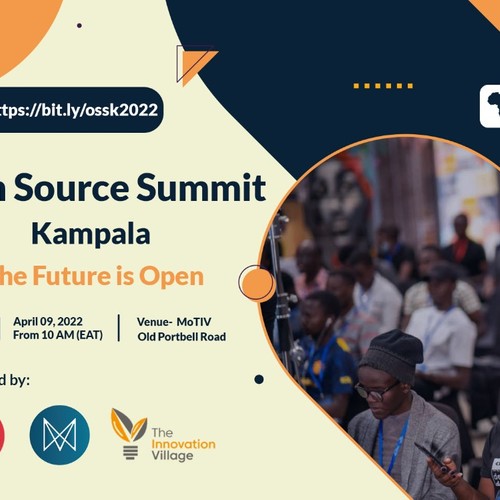 ttps://bit.ly/ossk2022
n Source Summit
Kampala
he Future is Open
April 09, 2022
From 10 AM (EAT)
Venue- MoTIV
Old Portbell Road
d by:
The
Innovation
Village